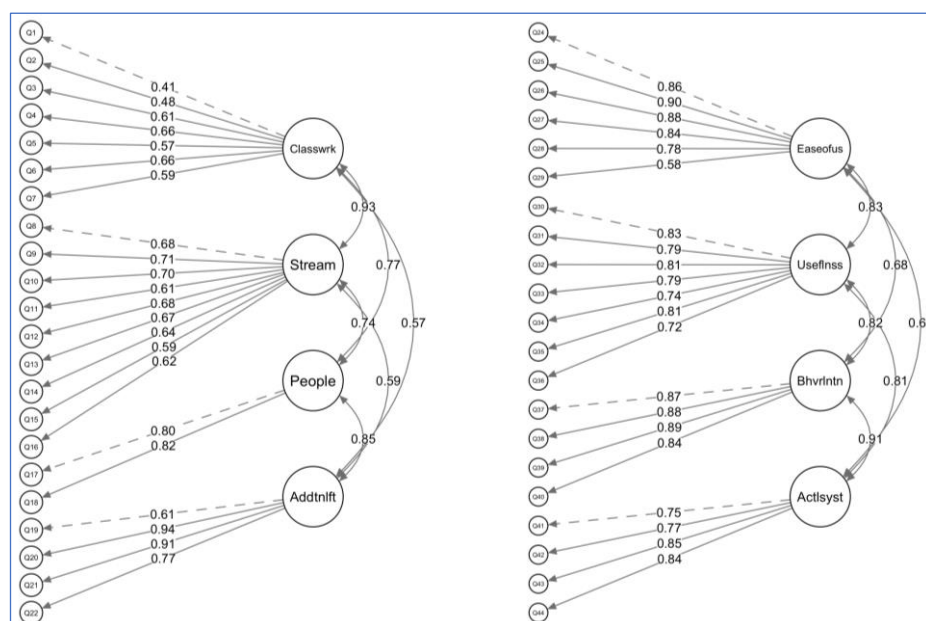 Q1
Q2
Q3
Q4
Q5
Q6
Q7
Q8
Q9
Q10
Q11
Q12
Q13
Q14
Q15
Q16
Q17
Q18
Q19
Q20
Q21
Q22
0.41
0.48
0.61
0.66
0.57
0.66
0.59
0.68
0.71
0.70
0.61
0.68
0.67
0.64
0.59
0.62
0.80
0.82
0.61
0.94
0.91
0.77
Classwrk
Stream
People
Addtnlft
0.93
0.77
0.57
0.74
0.59
0.85
Q24
Q25
Q26
Q27
Q28
Q29
Q30
Q31
Q32
Q33
Q34
Q35
Q36
Q37
Q38
Q39
Q40
Q41
Q42
Q43
Q44
0.86
0.90
0.88
0.84
0.78
0.58
0.83
0.79
0.81
0.79
0.74
0.81
0.72
0.87
0.88
0.89
0.84
0.75
0.77
0.85
0.84
Easeofus
Useflnss
Bhvrlntn
Actlsyst
0.83
0.68
0.6
0.82
0.81
0.91